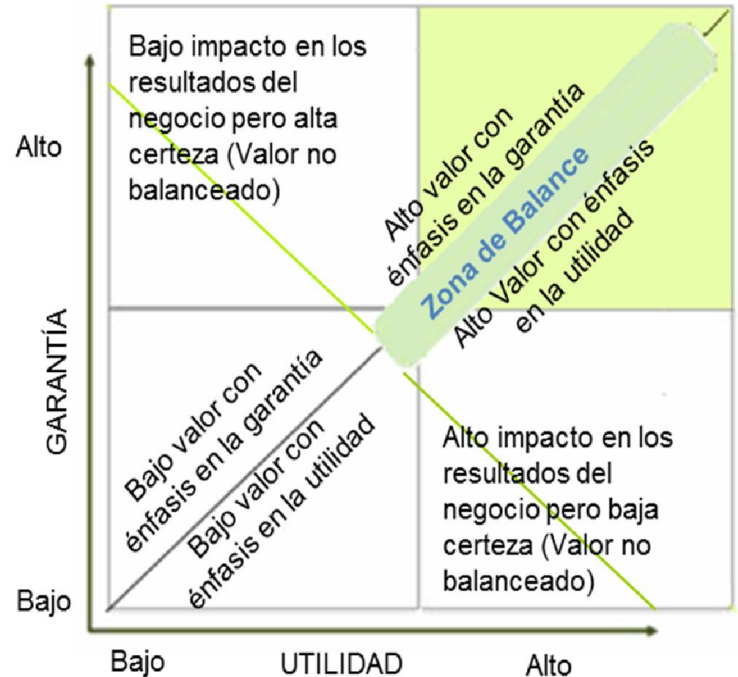 Bajo impacto en los
resultados del
negocio pero alta
certeza (Valor no
balanceado)
Alto valor con
énfasis en la garantía
Zona de Balance
Alto Valor con énfasis
en la utilidad
Alto
GARANTÍA
Bajo valor con
énfasis en la garantía
Bajo valor con
énfasis en la utilidad
Alto impacto en los
resultados del
negocio pero baja
certeza (Valor no
balanceado)
Bajo
Bajo
UTILIDAD
Alto